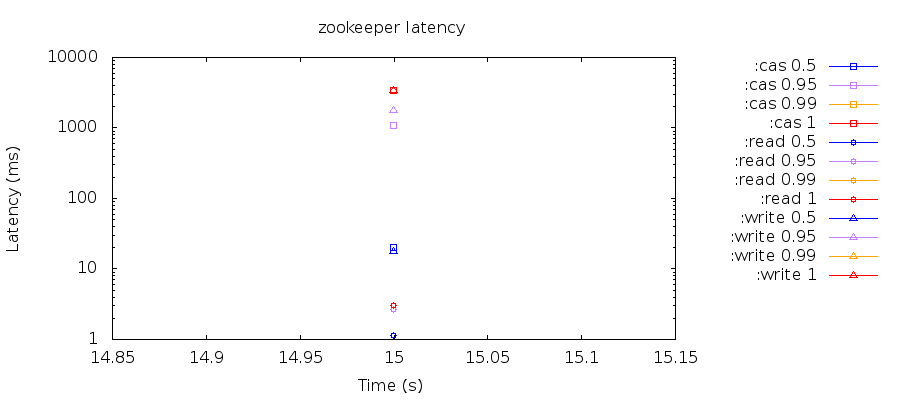 zookeeper latency
10000
1000
100
10
1
14.85 14.9 14.95 15 15.05 15.1 15.15
Time (s)
Latency (ms)
:cas 0.5
:cas 0.95
:cas 0.99
:cas 1
:read 0.5
:read 0.95
:read 0.99
:read 1
:write 0.5
:write 0.95
:write 0.99
:write 1